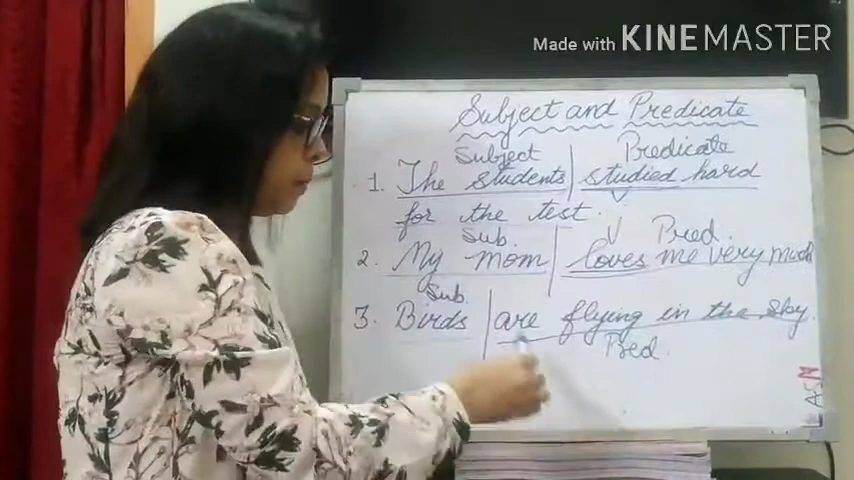 Made with KINEMASTER
Subject and Predicate
Subject Predicate
1. The students studied hard
V
for the test.
Sub. V Pred.
2. My mom loves me very much
Sub.
3. Birds are flying in the sky.
Pred.